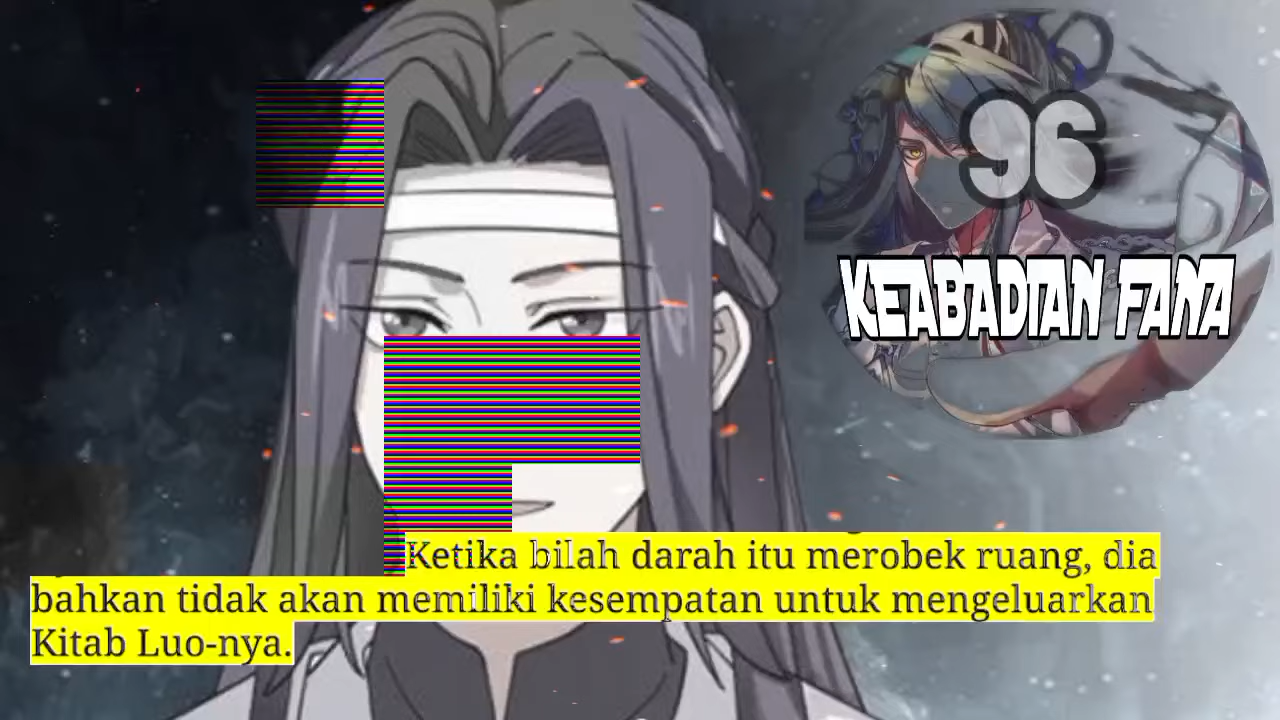 96
KEABADIAN FANA
Ketika bilah darah itu merobek ruang, dia
bahkan tidak akan memiliki kesempatan untuk mengeluarkan
Kitab Luo-nya.